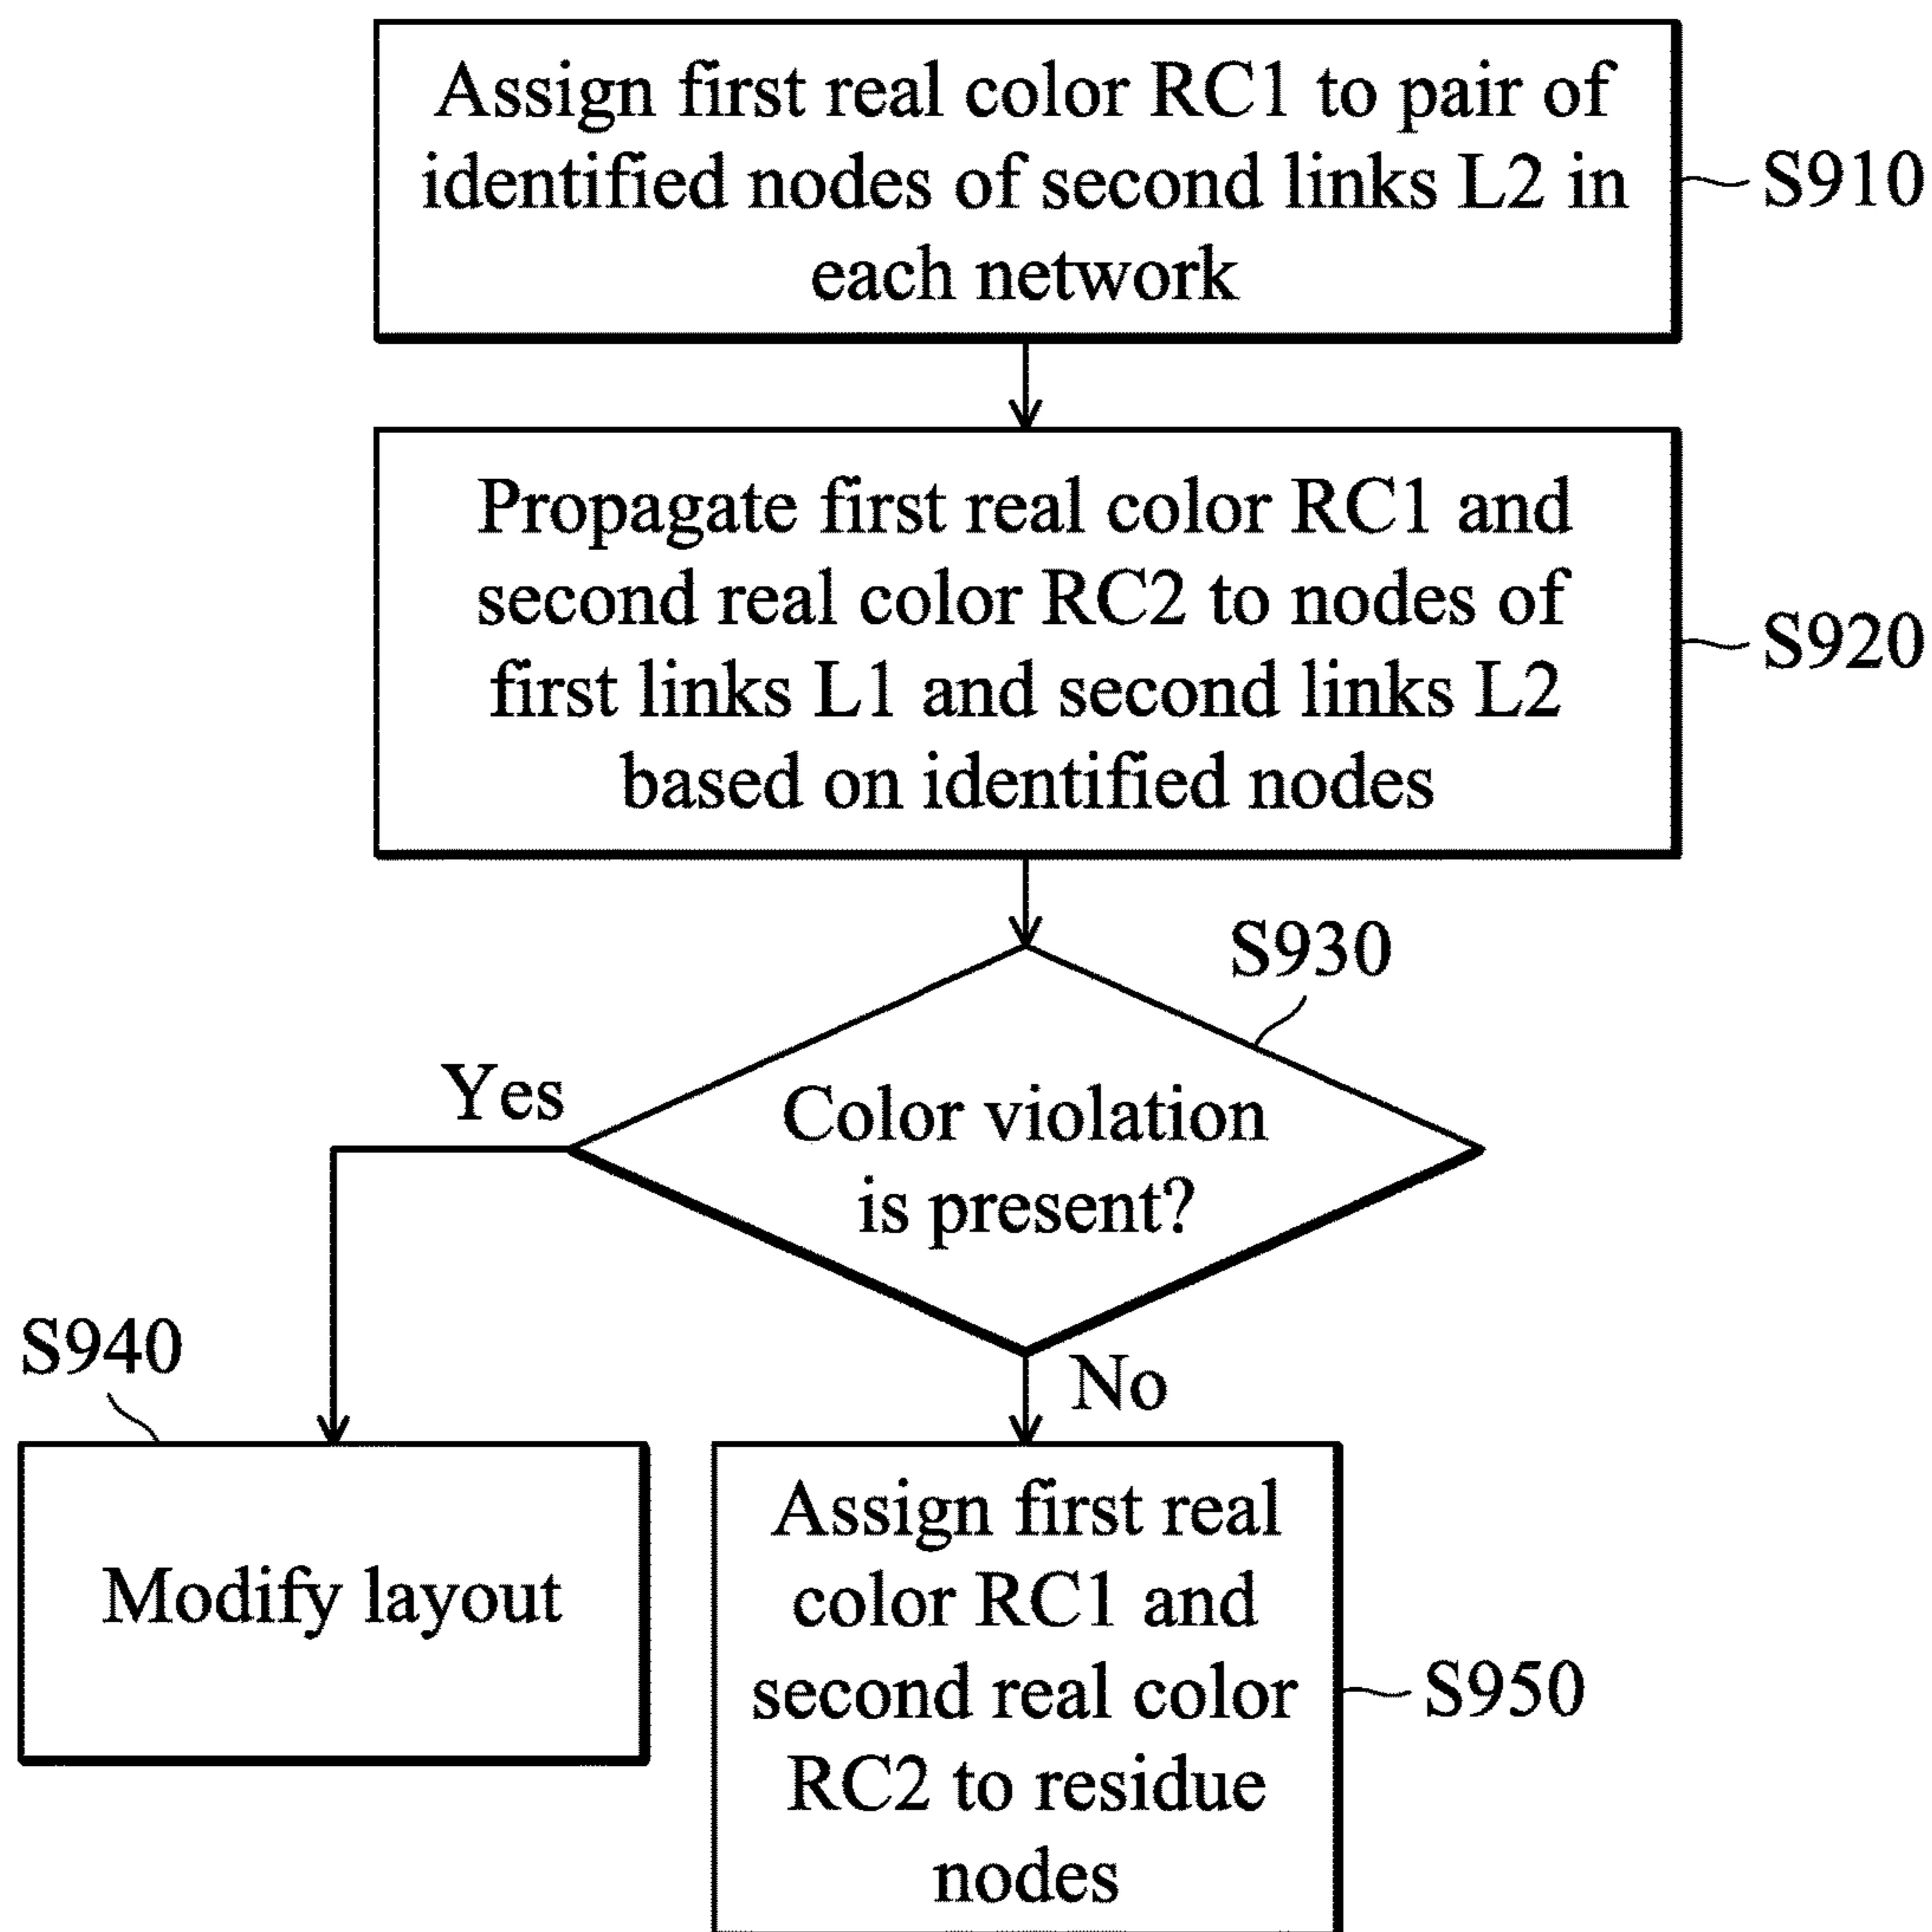 Assign first real color RC1 to pair of
identified nodes of second links L2 in
each network
S910
Propagate first real color RC1 and
second real color RC2 to nodes of
first links L1 and second links L2
based on identified nodes
S920
S930
Color violation
is present?
Yes
No
S940
Modify layout
Assign first real
color RC1 and
second real color
RC2 to residue
nodes
S950